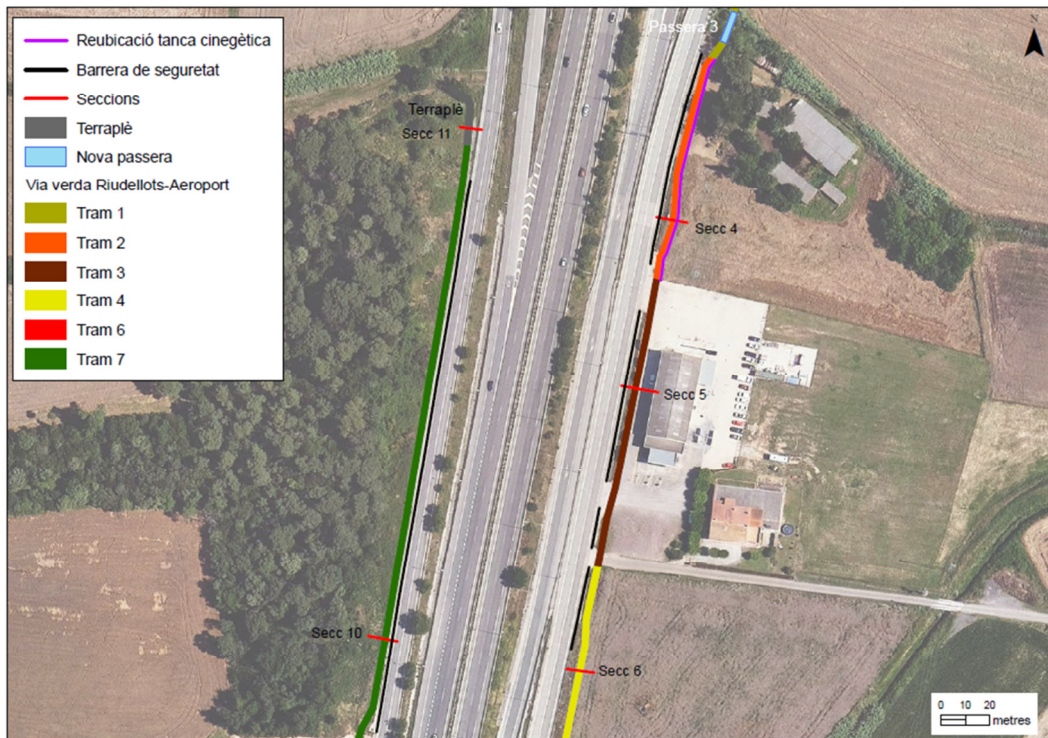 Reubicació tanca cinegètica
Barrera de seguretat
Seccions
Terraplè
Nova passera
Via verda Riudellots-Aeroport
Tram 1
Tram 2
Tram 3
Tram 4
Tram 6
Tram 7
Passera 3
N
Terraplè
Secc 11
Secc 4
Secc 5
Secc 10
Secc 6
0 10 20
metres